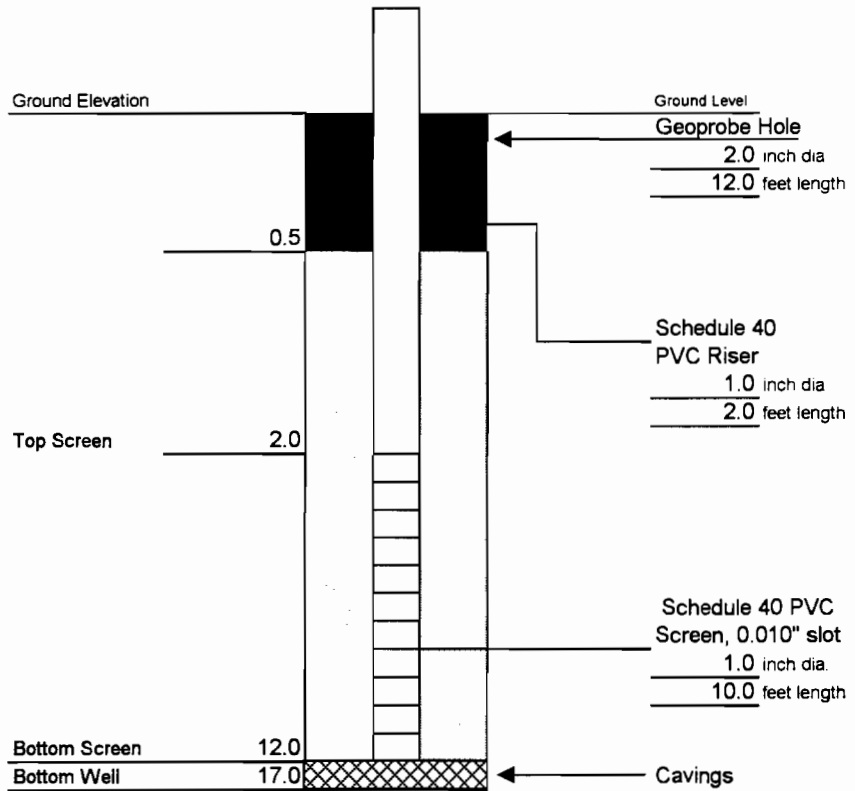 Ground Elevation
Ground Level
Geoprobe Hole
2.0 inch dia
12.0 feet length
0.5
Schedule 40
PVC Riser
1.0 inch dia
2.0 feet length
Top Screen 2.0
Schedule 40 PVC
Screen, 0.010" slot
1.0 inch dia.
10.0 feet length
Bottom Screen 12.0
Bottom Well 17.0
Cavings